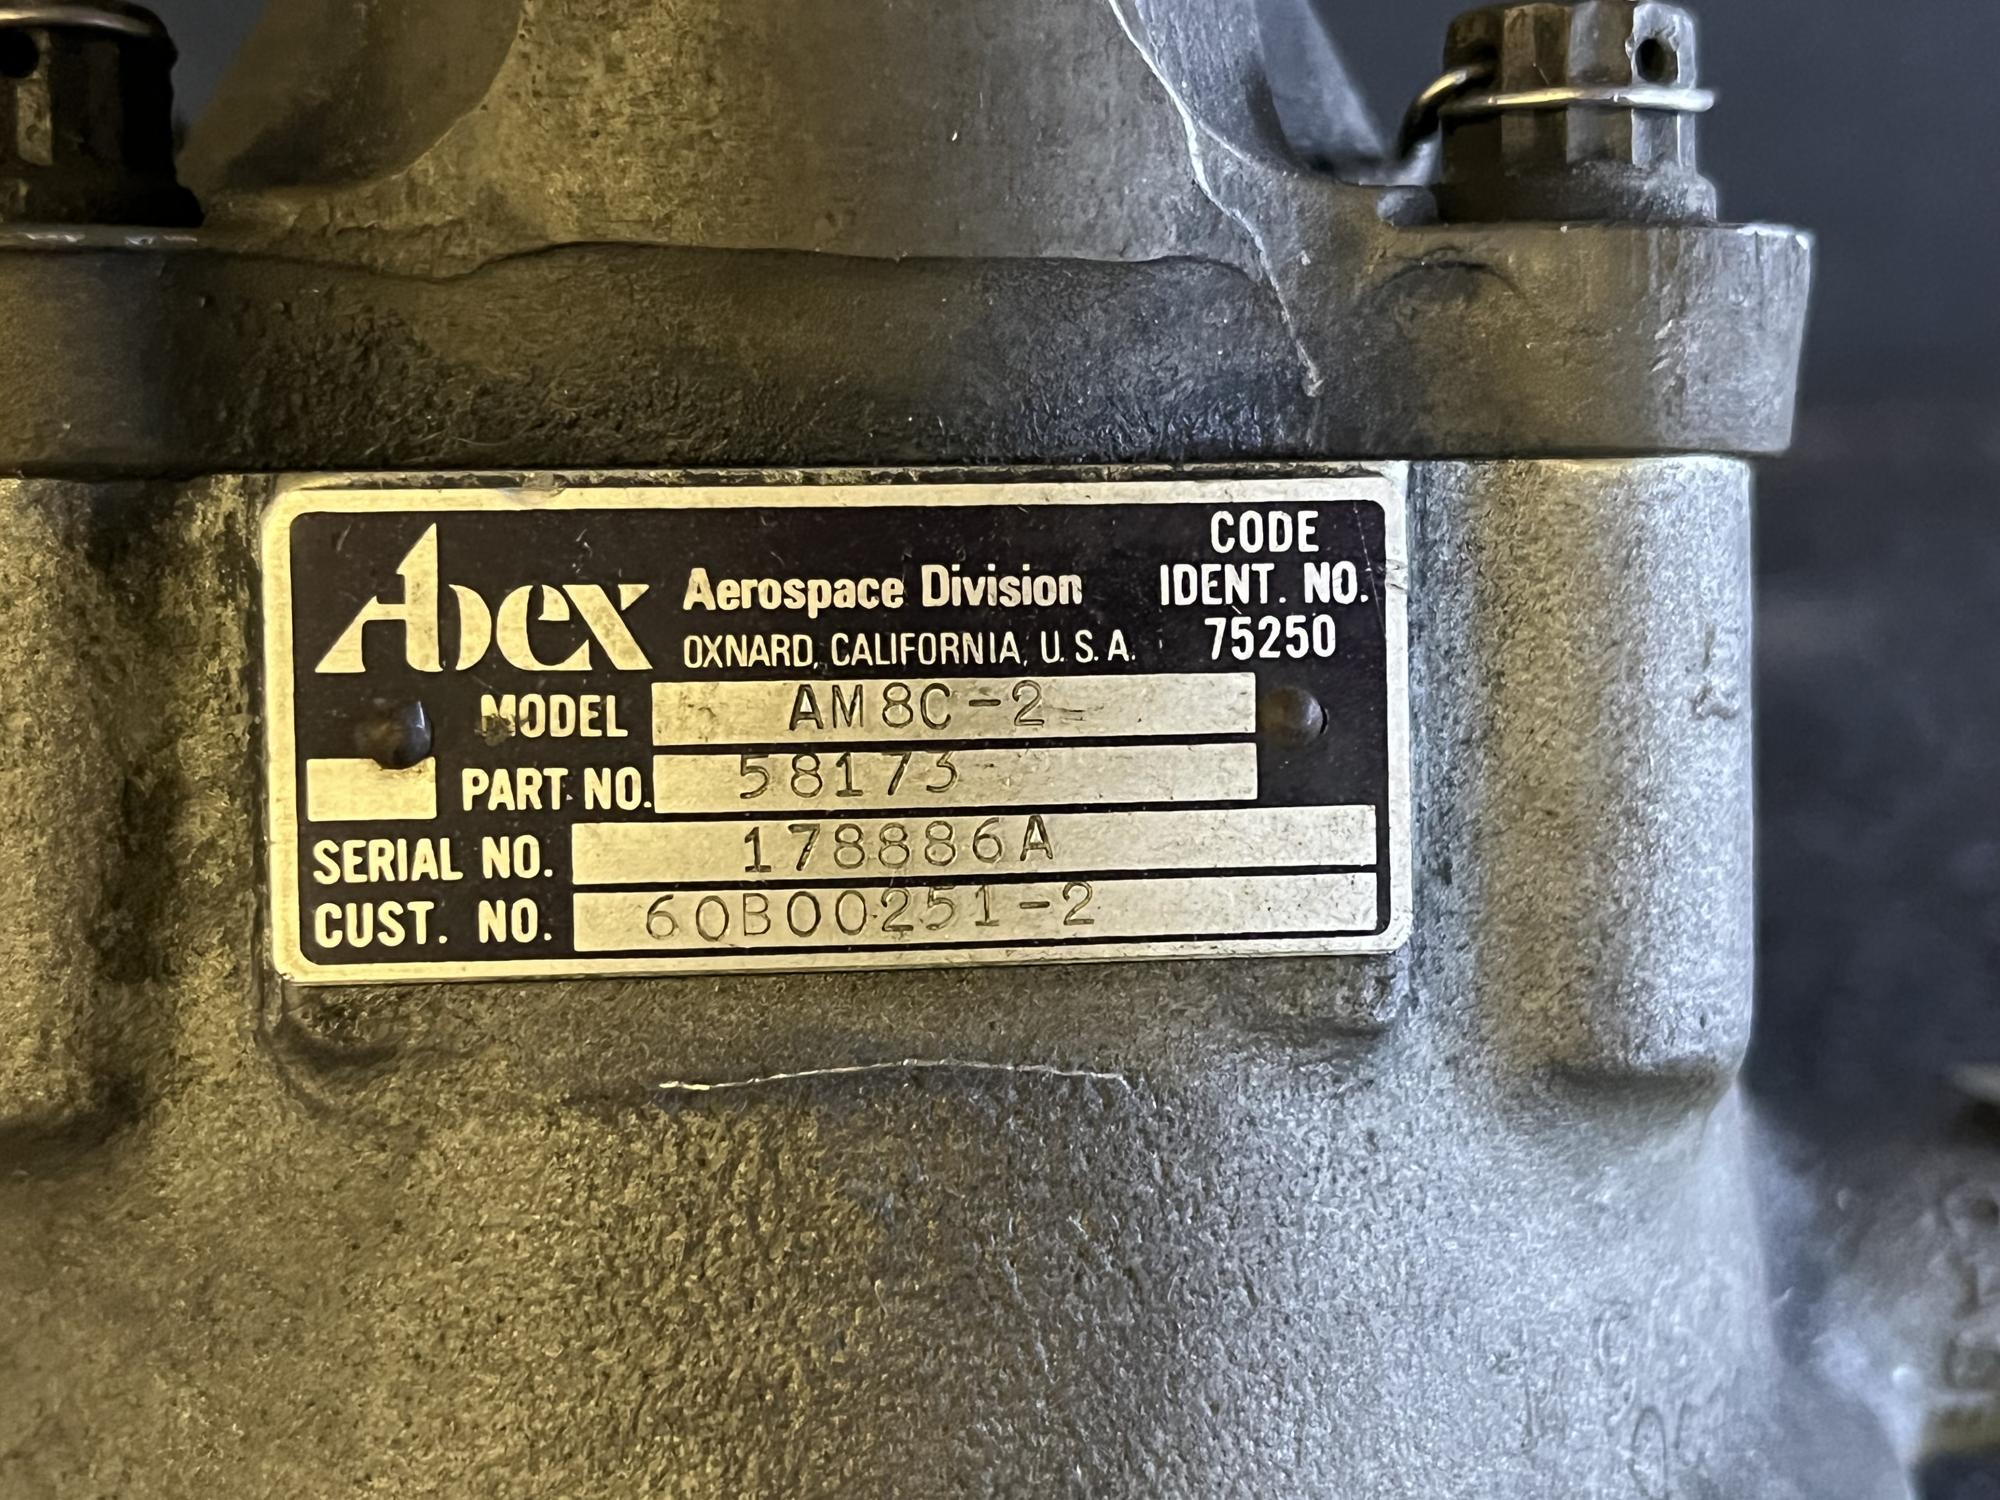 Abex Aerospace Division
OXNARD, CALIFORNIA, U.S.A.
CODE
IDENT. NO.
75250
MODEL AM8C-2
PART NO. 58173
SERIAL NO. 178886A
CUST. NO. 60B00251-2